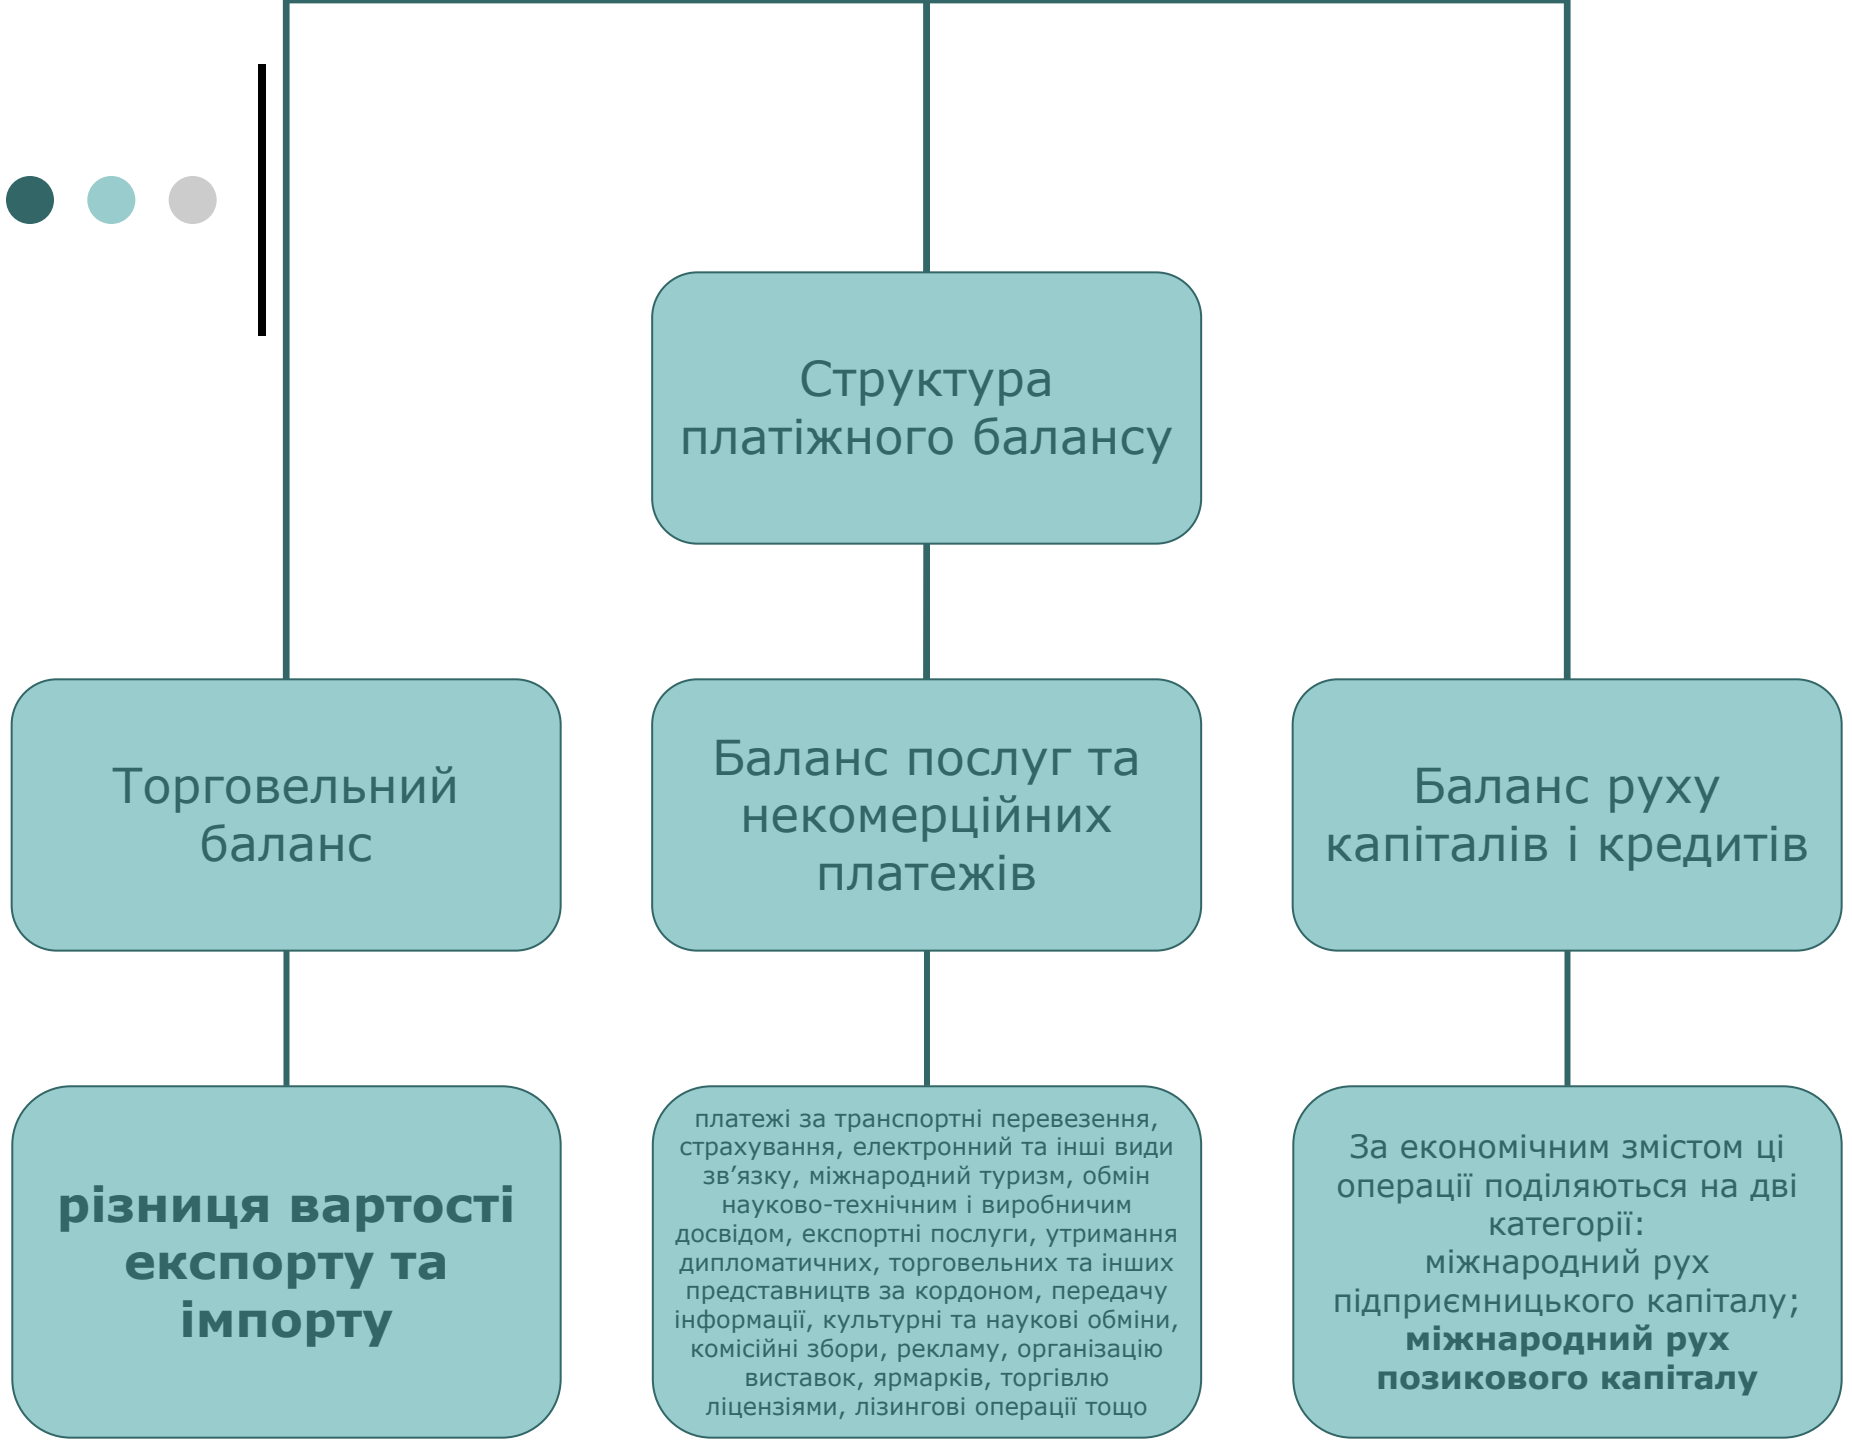 Структура
платіжного балансу
Торговельний
баланс
Баланс послуг та
некомерційних
платежів
Баланс руху
капіталів і кредитів
різниця вартості
експорту та
імпорту
платежі за транспортні перевезення,
страхування, електронний та інші види
зв’язку, міжнародний туризм, обмін
науково-технічним і виробничим
досвідом, експортні послуги, утримання
дипломатичних, торговельних та інших
представництв за кордоном, передачу
інформації, культурні та наукові обміни,
комісійні збори, рекламу, організацію
виставок, ярмарків, торгівлю
ліцензіями, лізингові операції тощо
За економічним змістом ці
операції поділяються на дві
категорії:
міжнародний рух
підприємницького капіталу;
міжнародний рух
позикового капіталу